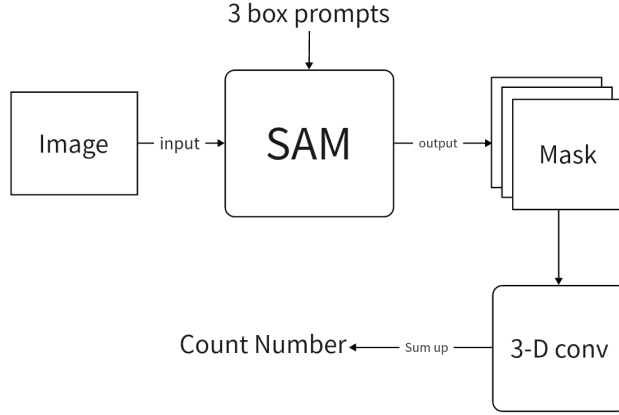 3 box prompts
Image
input
SAM
output
Mask
3-D conv
Sum up
Count Number